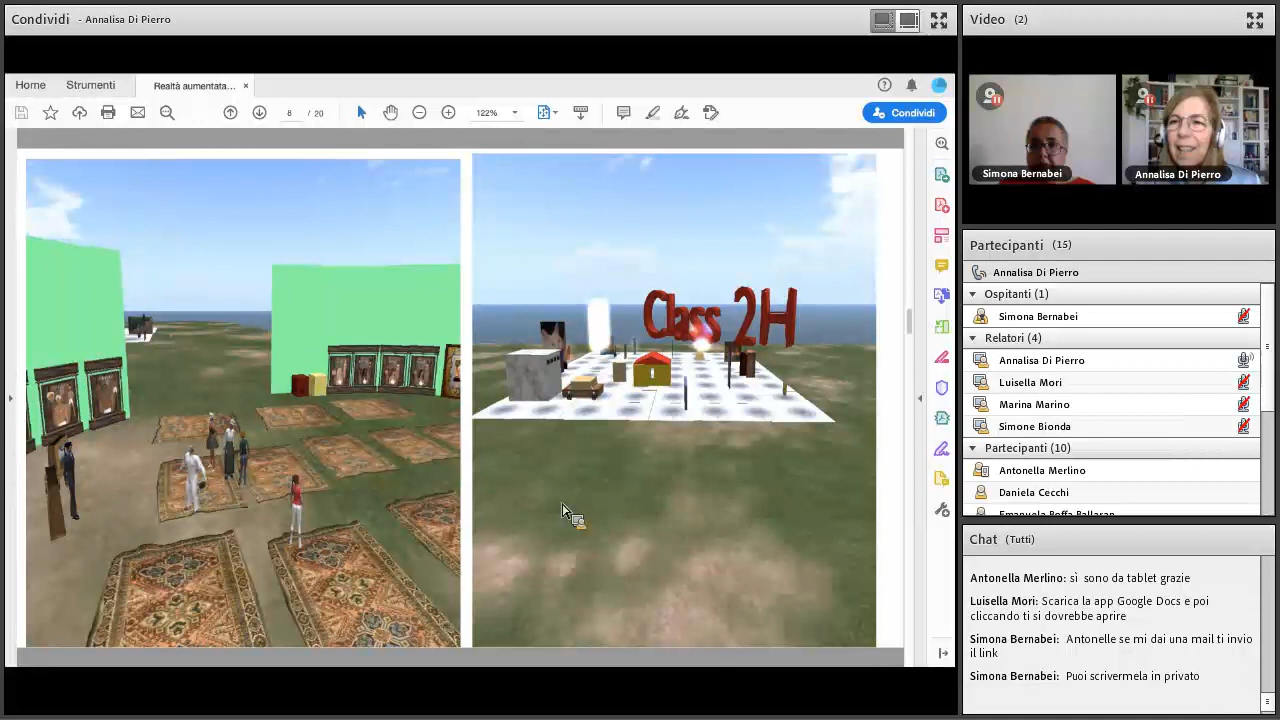 Condividi - Annalisa Di Pierro
Home Strumenti Realtà aumentata... ×
8 / 20 122% Condividi
Class 2H
Video (2)
Simona Bernabei
Annalisa Di Pierro
Partecipanti (15)
Annalisa Di Pierro
Ospitanti (1)
Simona Bernabei
Relatori (4)
Annalisa Di Pierro
Luisella Mori
Marina Marino
Simone Bionda
Partecipanti (10)
Antonella Merlino
Daniela Cecchi
Chat (Tutti)
Antonella Merlino: sì sono da tablet grazie
Luisella Mori: Scarica la app Google Docs e poi
cliccando ti si dovrebbe aprire
Simona Bernabei: Antonelle se mi dai una mail ti invio
il link
Simona Bernabei: Puoi scrivermela in privato